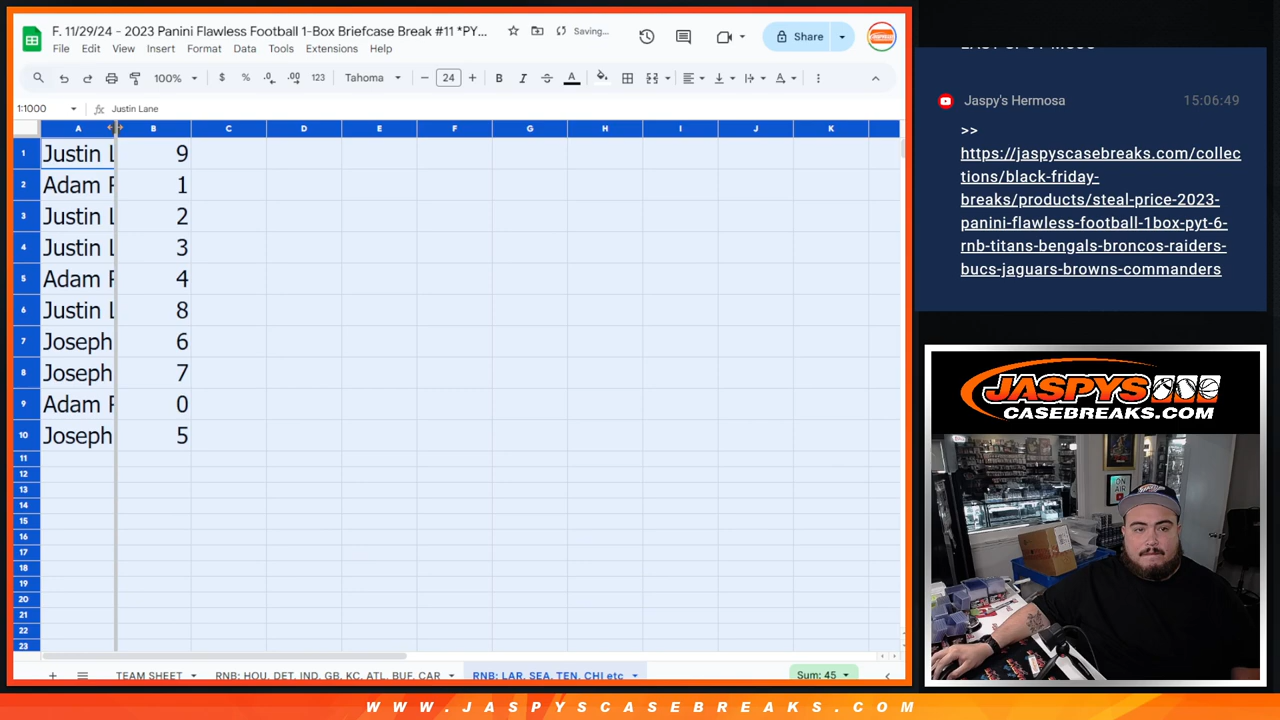 F. 11/29/24 - 2023 Panini Flawless Football 1-Box Briefcase Break #11 *PY...
Saving...
Share
File Edit View Insert Format Data Tools Extensions Help
100% $ % .0 .00 123 Tahoma 24 B I A
1:1000 fx Justin Lane
A B C D E F G H I J K
1 Justin L 9
2 Adam F 1
3 Justin L 2
4 Justin L 3
5 Adam F 4
6 Justin L 8
7 Joseph 6
8 Joseph 7
9 Adam F 0
10 Joseph 5
11
12
13
14
15
16
17
18
19
20
21
22
23
TEAM SHEET RNB: HOU, DET, IND, GB, KC, ATL, BUF, CAR RNB: LAR, SEA, TEN, CHI etc Sum: 45
Jaspy's Hermosa 15:06:49
>>
https://jaspyscasebreaks.com/collec
tions/black-friday-
breaks/products/steal-price-2023-
panini-flawless-football-1box-pyt-6-
rnb-titans-bengals-broncos-raiders-
bucs-jaguars-browns-commanders
JASPYS
CASEBREAKS.COM
ON
AIR
WWW.JASPYSCASEBREAKS.COM